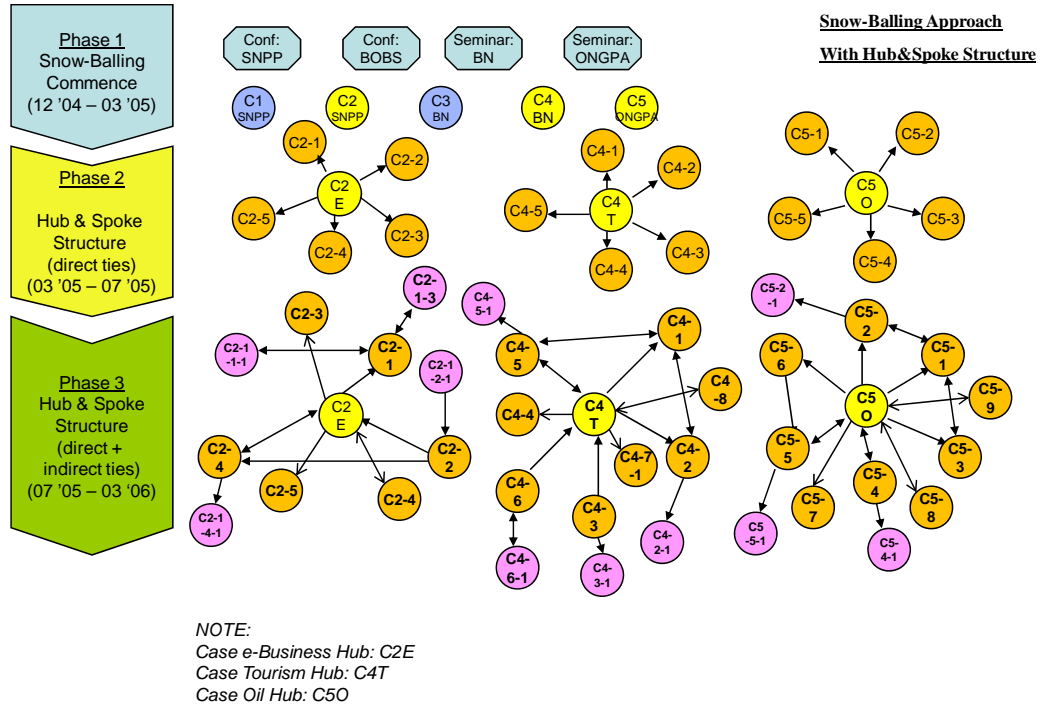 Snow-Balling Approach
With Hub&Spoke Structure
Phase 1
Snow-Balling
Commence
(12 '04 – 03 '05)
Conf:
SNPP
Conf:
BOBS
Seminar:
BN
Seminar:
ONGPA
C1
SNPP
C2
SNPP
C3
BN
C4
BN
C5
ONGPA
Phase 2
Hub & Spoke
Structure
(direct ties)
(03 '05 – 07 '05)
C2-1
C2-2
C2
E
C2-5
C2-3
C2-4
C4-1
C4-2
C4-5
C4
T
C4-3
C4-4
C5-1
C5-2
C5
O
C5-5
C5-3
C5-4
Phase 3
Hub & Spoke
Structure
(direct +
indirect ties)
(07 '05 – 03 '06)
C2-
1-3
C2-3
C2-1
-1-1
C2-
1
C2-1
-2-1
C2
E
C2-
4
C2-
2
C2-5
C2-4
C2-1
-4-1
C4-
5-1
C4-
1
C4-
5
C4
-8
C4-4
C4
T
C4-
2
C4-7
-1
C4-
6
C4-
3
C4-
2-1
C4-
6-1
C4-
3-1
C5-2
-1
C5-
2
C5-
6
C5-
1
C5-
9
C5
O
C5-
5
C5-
3
C5-
4
C5-
7
C5-
8
C5
-5-1
C5-
4-1
NOTE:
Case e-Business Hub: C2E
Case Tourism Hub: C4T
Case Oil Hub: C5O